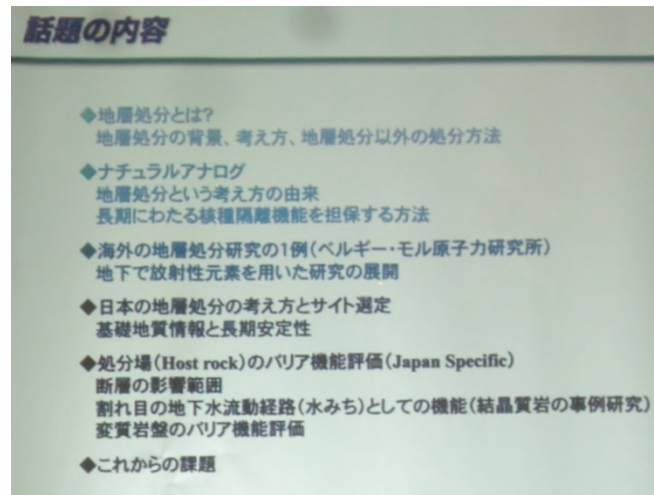 話題の内容
◆地層処分とは?
地層処分の背景、考え方、地層処分以外の処分方法
◆ナチュラルアナログ
地層処分という考え方の由来
長期にわたる核種隔離機能を担保する方法
◆海外の地層処分研究の1例(ベルギー・モル原子力研究所)
地下で放射性元素を用いた研究の展開
◆日本の地層処分の考え方とサイト選定
基礎地質情報と長期安定性
◆処分場(Host rock)のバリア機能評価(Japan Specific)
断層の影響範囲
割れ目の地下水流動経路(水みち)としての機能(結晶質岩の事例研究)
変質岩盤のバリア機能評価
◆これからの課題